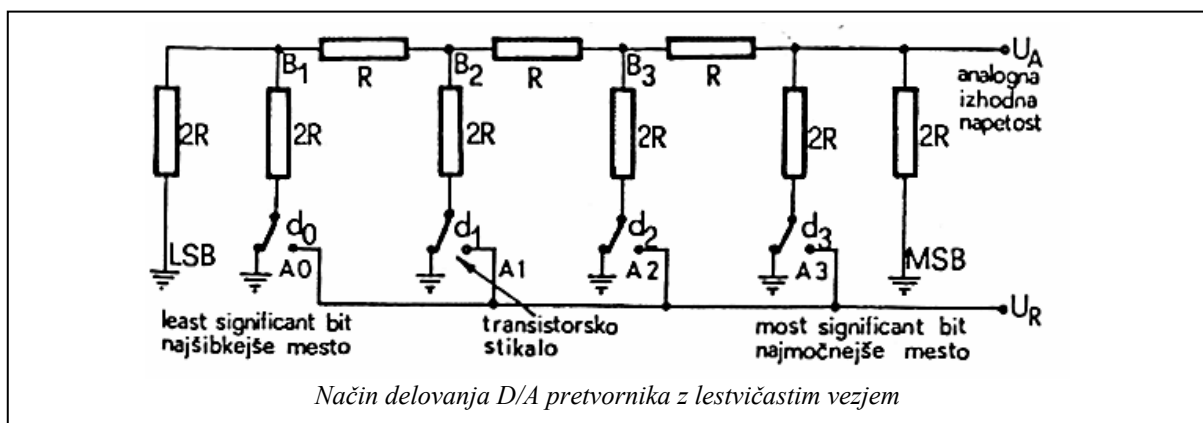 B1 R B2 R B3 R UA
analogna
izhodna
napetost
2R 2R 2R 2R 2R 2R
d0 d1 d2 d3
LSB A0 A1 A2 A3 MSB
UR
least significant bit
najšibkejše mesto
transistorsko
stikalo
most significant bit
najmočnejše mesto
Način delovanja D/A pretvornika z lestvičastim vezjem